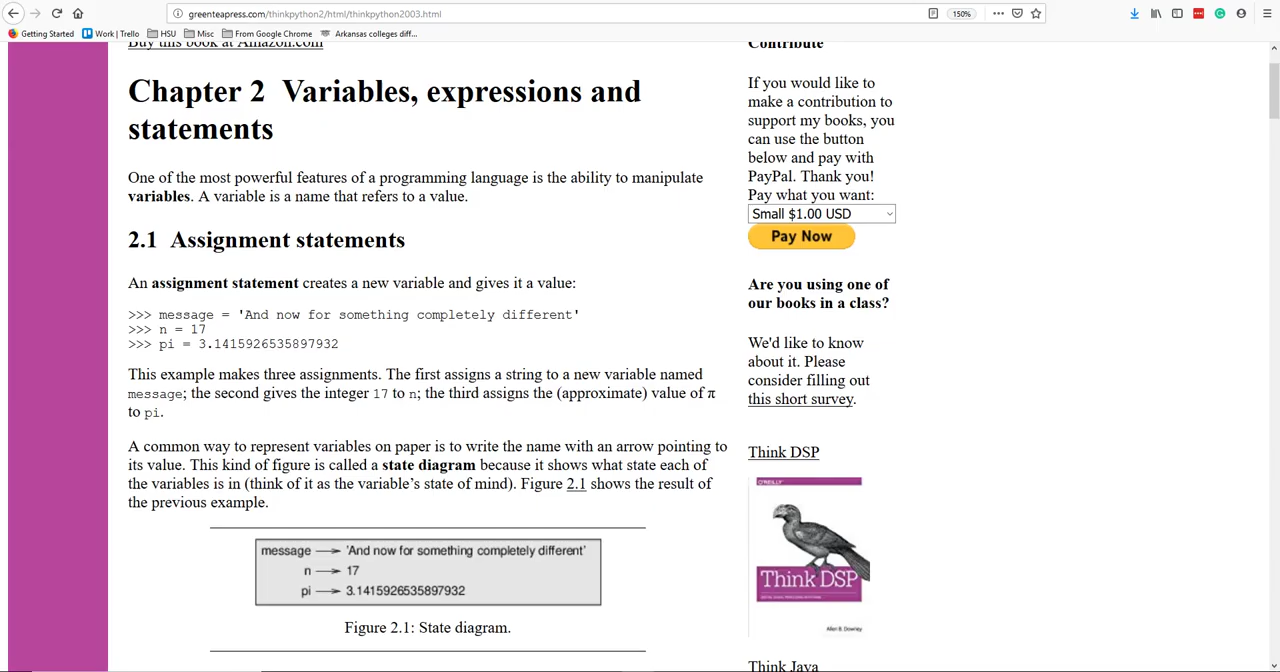 greenteapress.com/thinkpython2/html/thinkpython2003.html
150%
Getting Started
Work | Trello
HSU
Misc
From Google Chrome
Arkansas colleges diff...
Buy this book at Amazon.com
Chapter 2 Variables, expressions and
statements
One of the most powerful features of a programming language is the ability to manipulate
variables. A variable is a name that refers to a value.
2.1 Assignment statements
An assignment statement creates a new variable and gives it a value:
>>> message = 'And now for something completely different'
>>> n = 17
>>> pi = 3.1415926535897932
This example makes three assignments. The first assigns a string to a new variable named
message; the second gives the integer 17 to n; the third assigns the (approximate) value of π
to pi.
A common way to represent variables on paper is to write the name with an arrow pointing to
its value. This kind of figure is called a state diagram because it shows what state each of
the variables is in (think of it as the variable’s state of mind). Figure 2.1 shows the result of
the previous example.
message 'And now for something completely different'
n 17
pi 3.1415926535897932
Figure 2.1: State diagram.
Contribute
If you would like to
make a contribution to
support my books, you
can use the button
below and pay with
PayPal. Thank you!
Pay what you want:
Small $1.00 USD
Pay Now
Are you using one of
our books in a class?
We'd like to know
about it. Please
consider filling out
this short survey.
Think DSP
O'REILLY
Think DSP
Allen B. Downey
Think Java